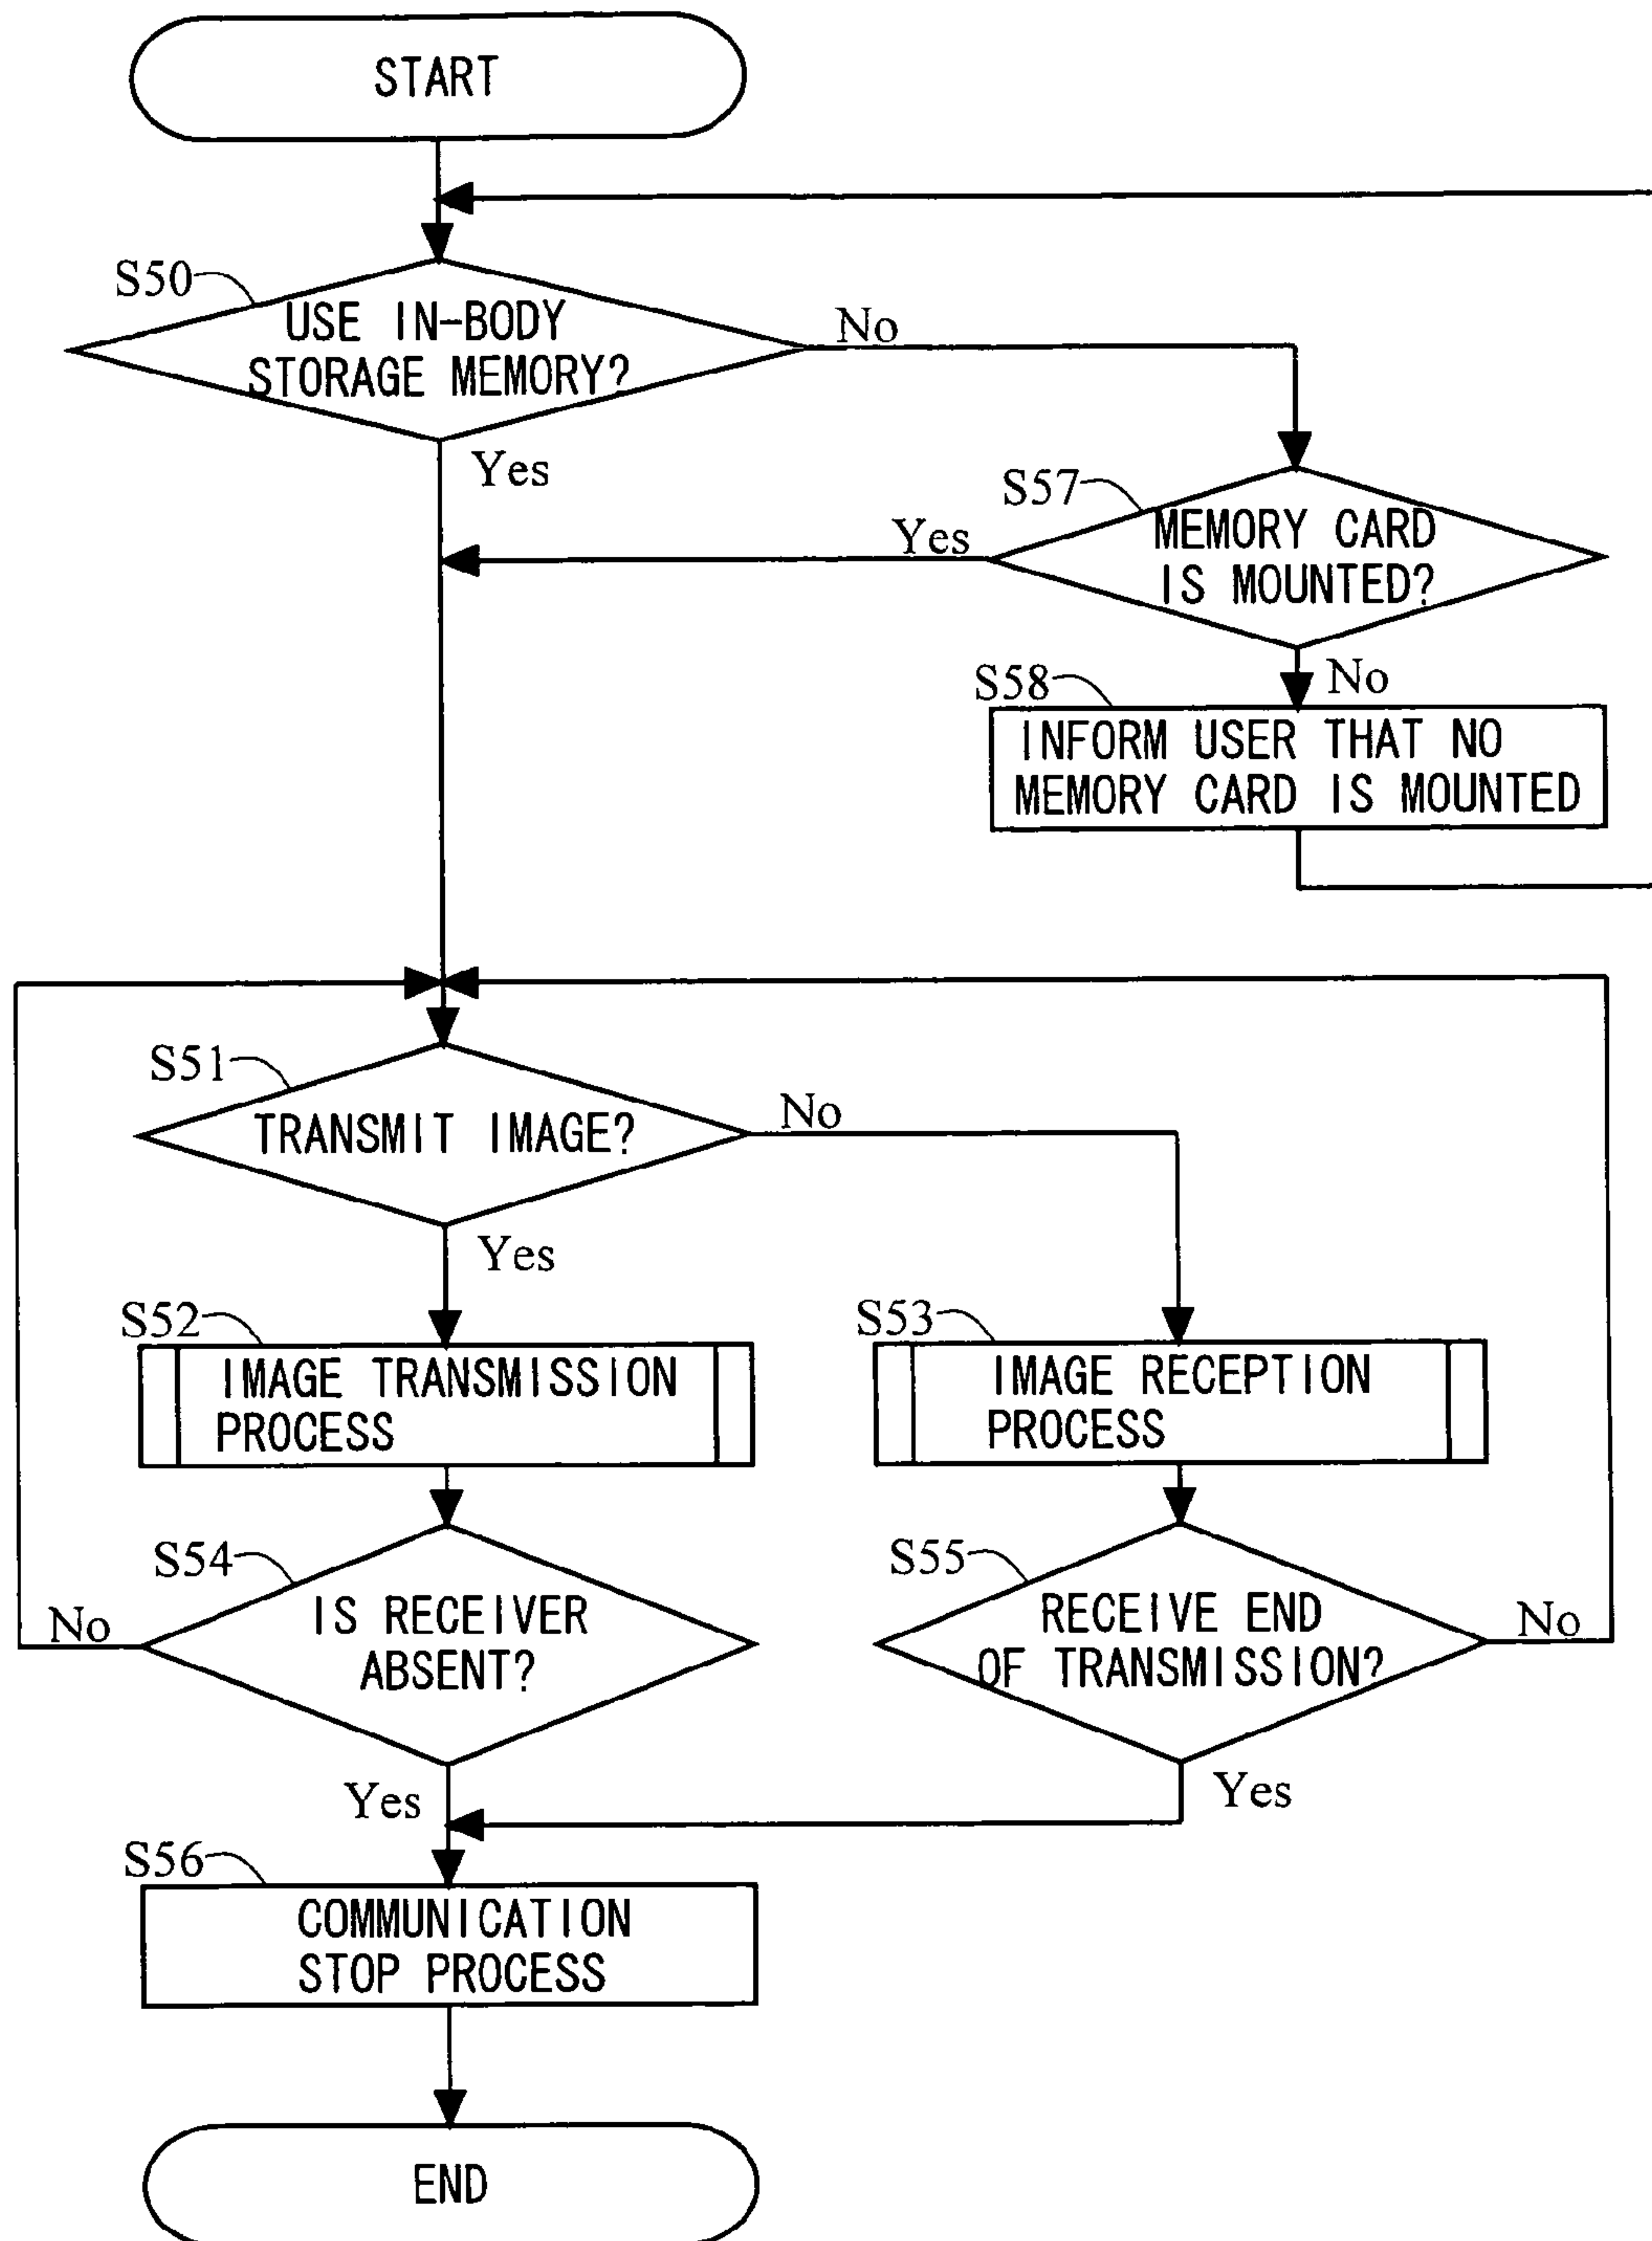 START
S50
USE IN-BODY
STORAGE MEMORY?
No
Yes
S57
MEMORY CARD
IS MOUNTED?
Yes
No
S58
INFORM USER THAT NO
MEMORY CARD IS MOUNTED
S51
TRANSMIT IMAGE?
No
Yes
S52
IMAGE TRANSMISSION
PROCESS
S53
IMAGE RECEPTION
PROCESS
S54
IS RECEIVER
ABSENT?
No
Yes
S55
RECEIVE END
OF TRANSMISSION?
No
Yes
S56
COMMUNICATION
STOP PROCESS
END